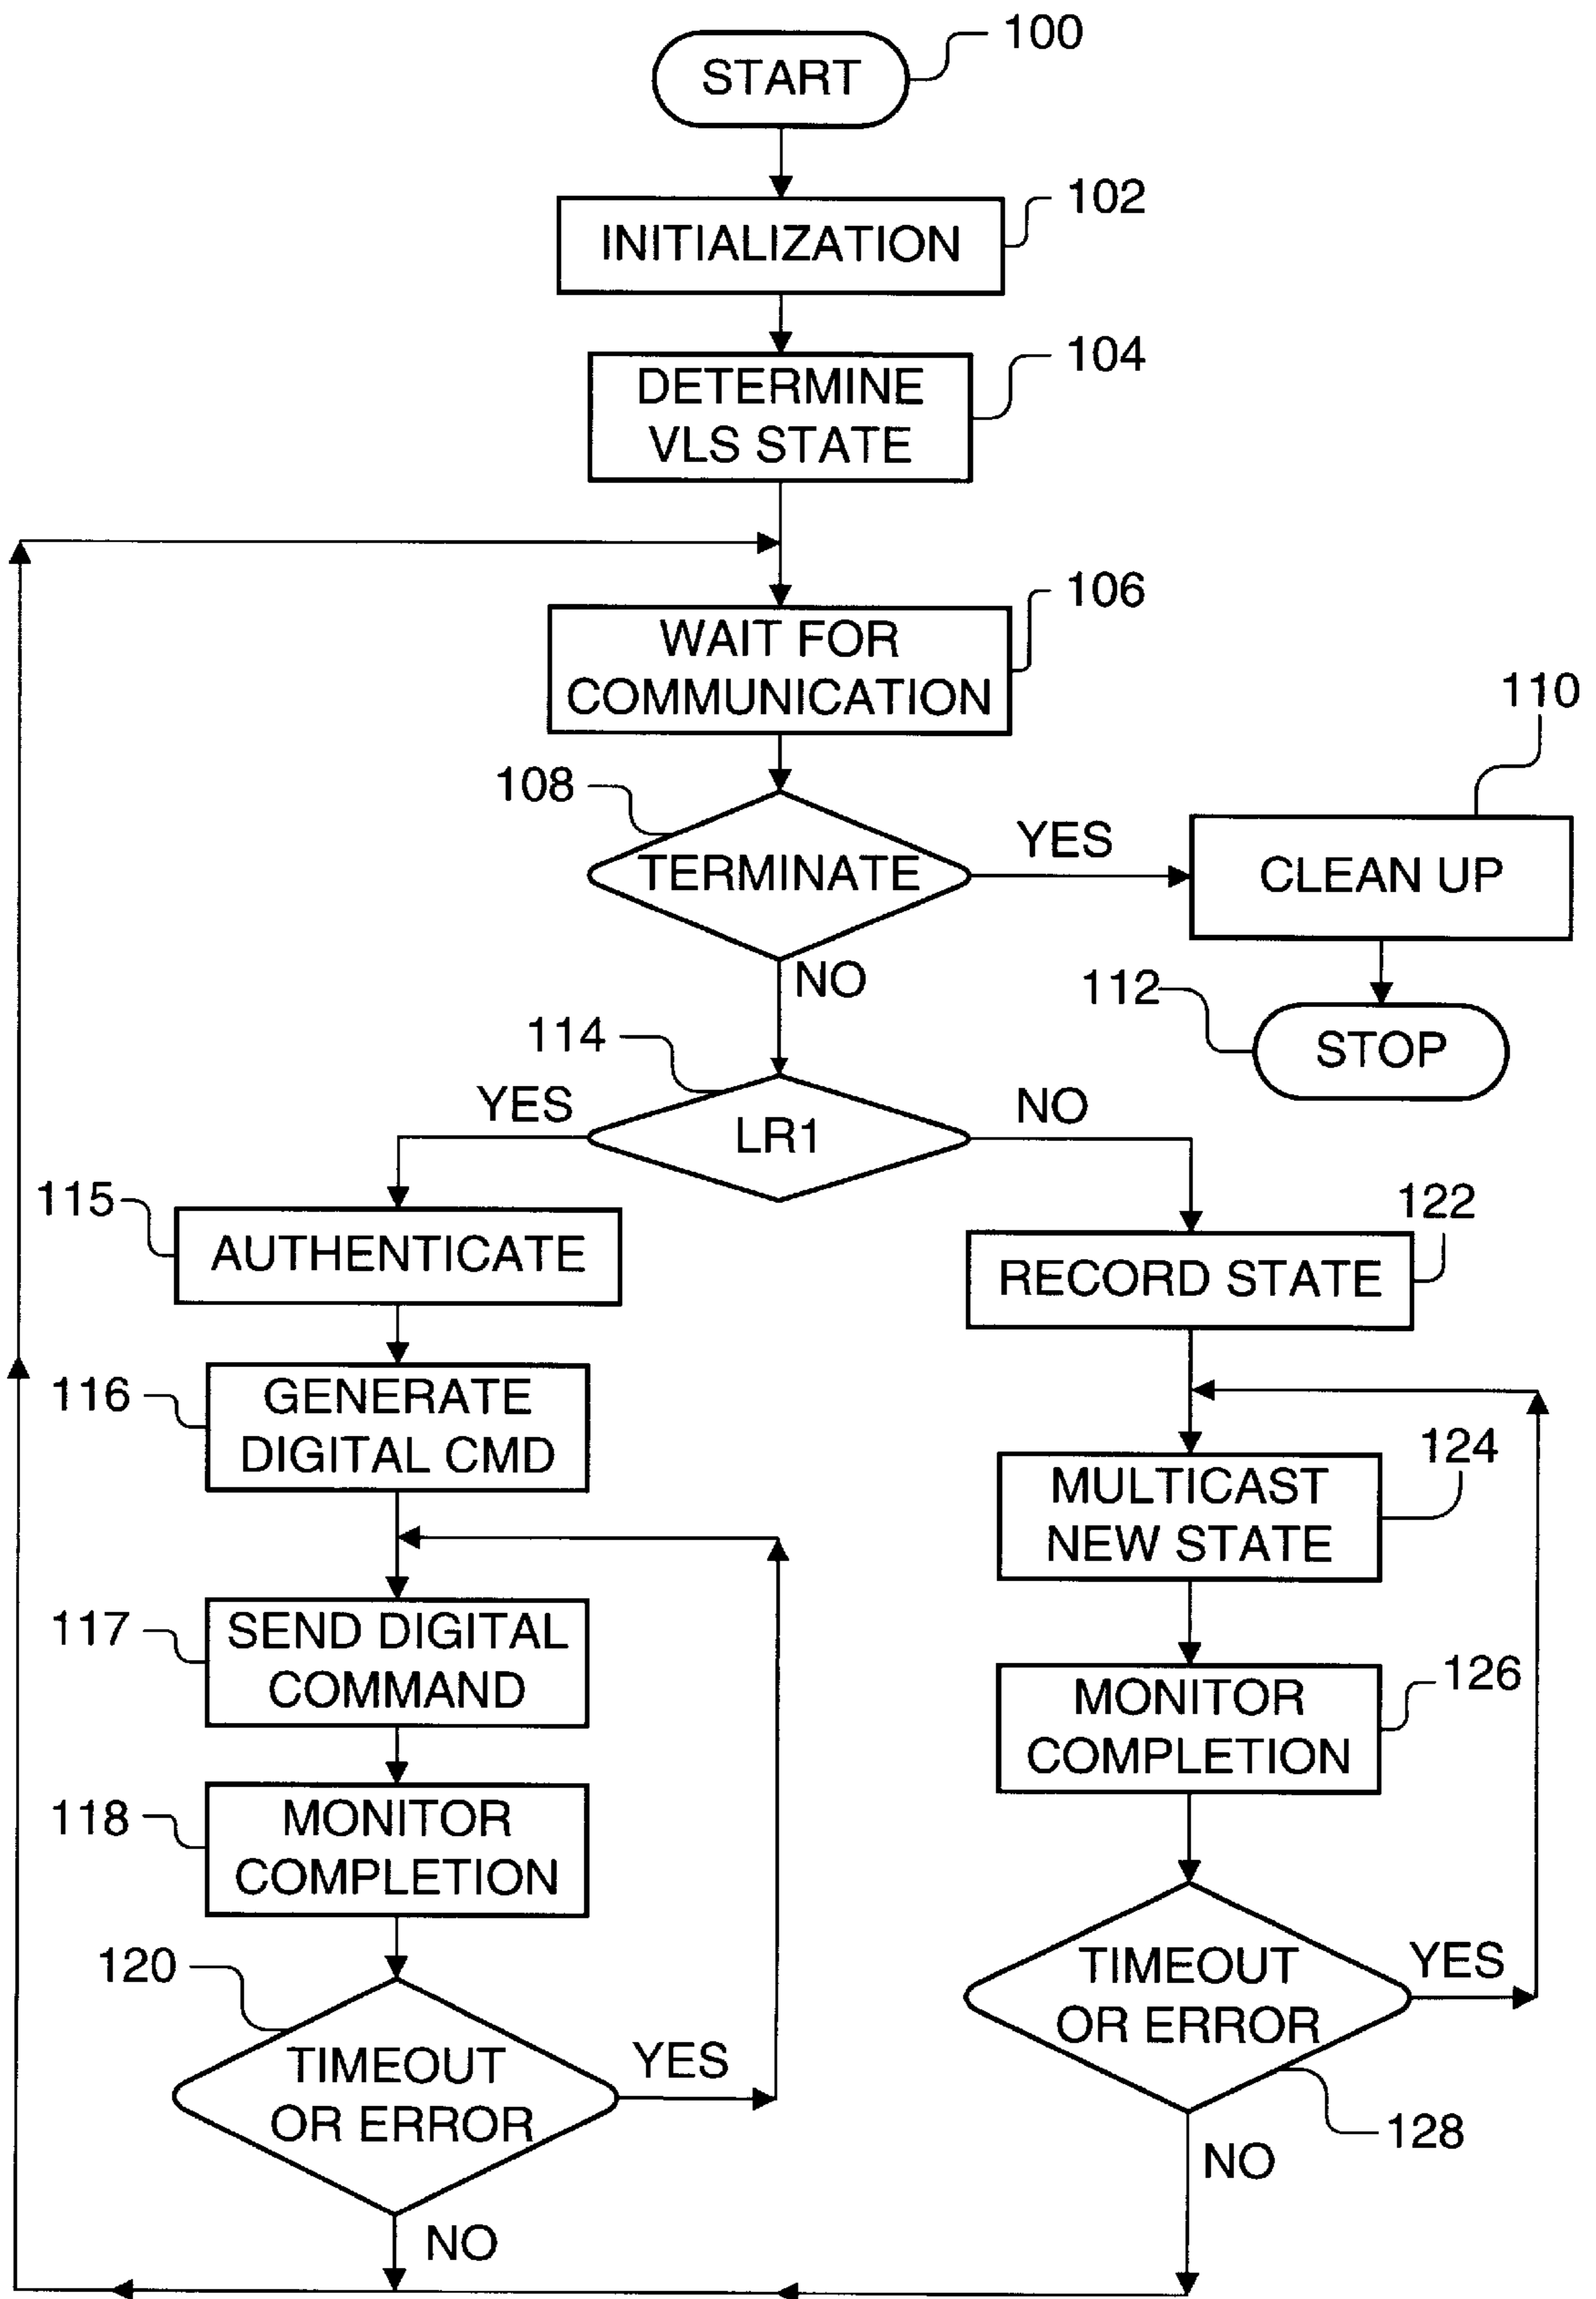 100
START
102
INITIALIZATION
104
DETERMINE
VLS STATE
106
WAIT FOR
COMMUNICATION
108
TERMINATE
YES
110
CLEAN UP
NO
112
STOP
114
YES
LR1
NO
115
AUTHENTICATE
122
RECORD STATE
116
GENERATE
DIGITAL CMD
124
MULTICAST
NEW STATE
117
SEND DIGITAL
COMMAND
126
MONITOR
COMPLETION
118
MONITOR
COMPLETION
120
TIMEOUT
OR ERROR
YES
NO
TIMEOUT
OR ERROR
YES
128
NO